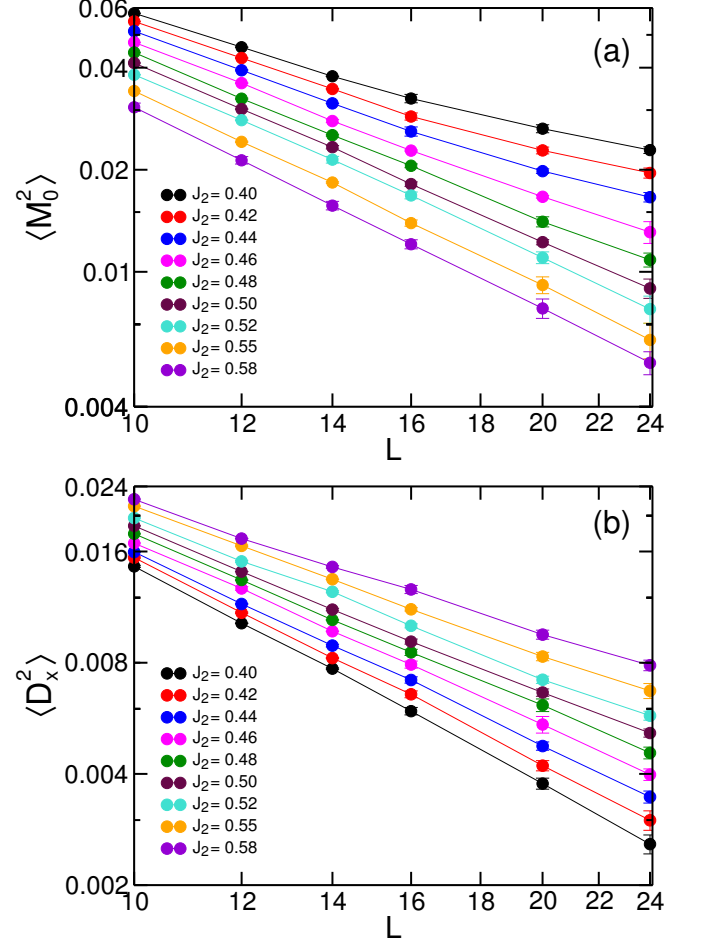 0.06
(a)
0.04
0.02
⟨M₀²⟩
0.01
0.004
J₂ = 0.40
J₂ = 0.42
J₂ = 0.44
J₂ = 0.46
J₂ = 0.48
J₂ = 0.50
J₂ = 0.52
J₂ = 0.55
J₂ = 0.58
10 12 14 16 18 20 22 24
L
0.024
(b)
0.016
0.008
⟨Dₓ²⟩
0.004
0.002
J₂ = 0.40
J₂ = 0.42
J₂ = 0.44
J₂ = 0.46
J₂ = 0.48
J₂ = 0.50
J₂ = 0.52
J₂ = 0.55
J₂ = 0.58
10 12 14 16 18 20 22 24
L